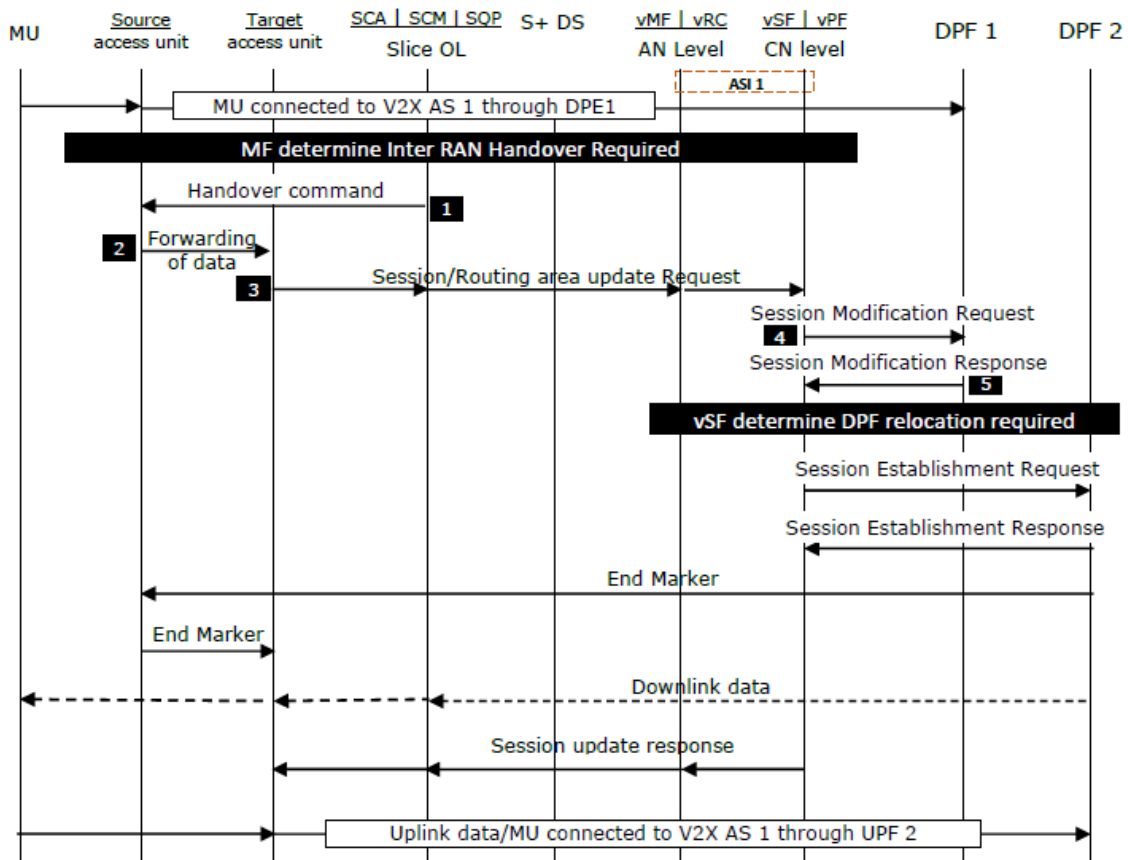 MU
Source
access unit
Target
access unit
SCA | SCM | SQP
Slice OL
S+ DS
vMF | vRC
AN Level
vSF | vPF
CN level
DPF 1
DPF 2
ASI 1
MU connected to V2X AS 1 through DPE1
MF determine Inter RAN Handover Required
Handover command
1
2
Forwarding
of data
3
Session/Routing area update Request
Session Modification Request
4
Session Modification Response
5
vSF determine DPF relocation required
Session Establishment Request
Session Establishment Response
End Marker
End Marker
Downlink data
Session update response
Uplink data/MU connected to V2X AS 1 through UPF 2